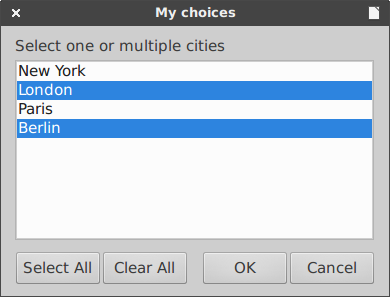 My choices
Select one or multiple cities
New York
London
Paris
Berlin
Select All Clear All OK Cancel